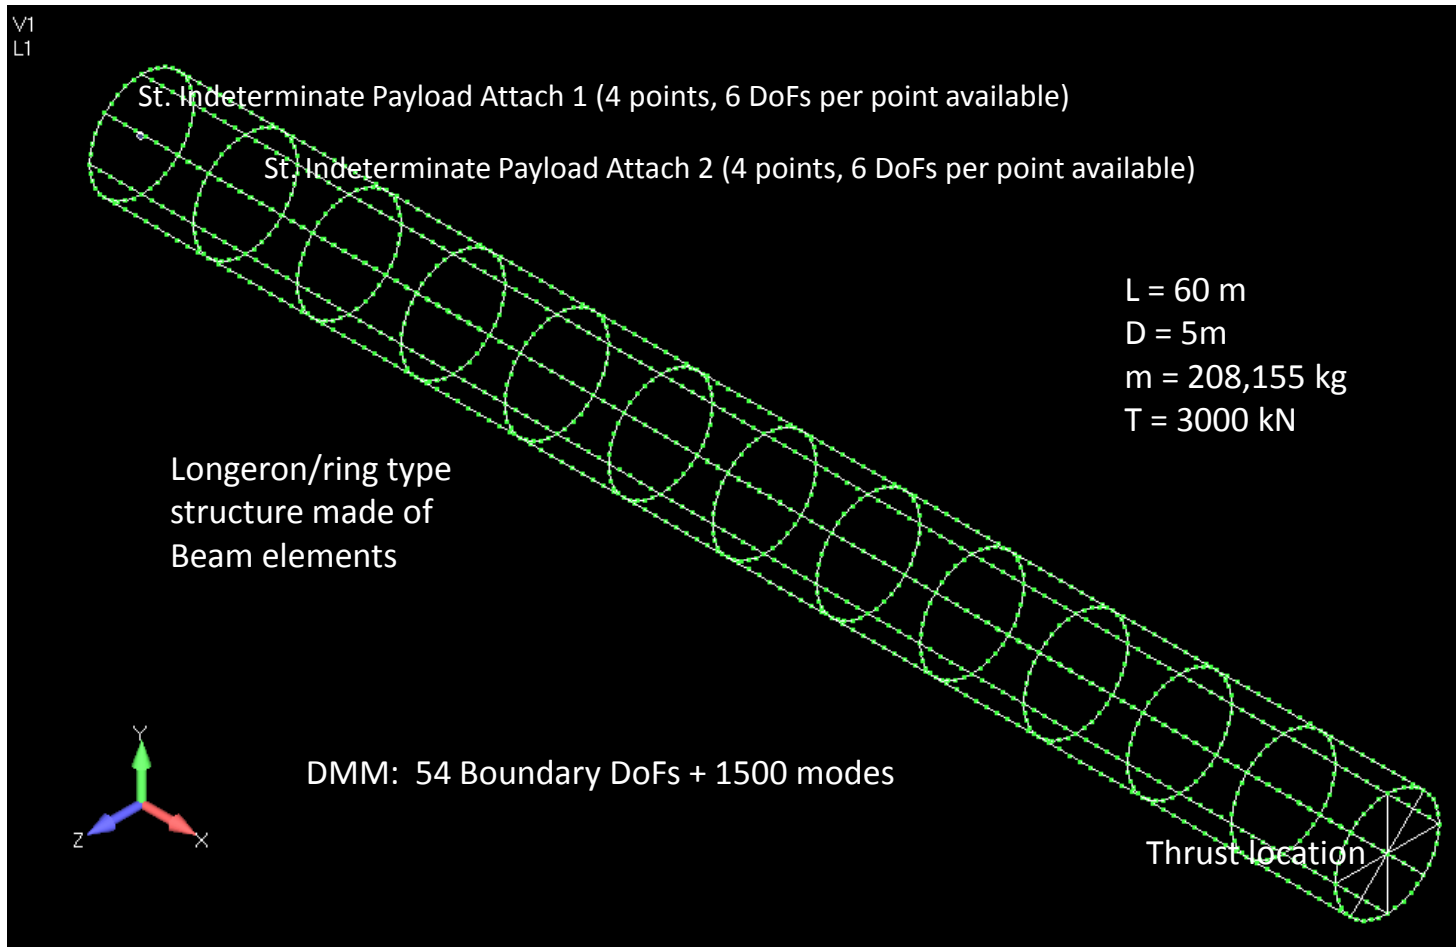 V1
L1
St. Indeterminate Payload Attach 1 (4 points, 6 DoFs per point available)
St. Indeterminate Payload Attach 2 (4 points, 6 DoFs per point available)
L = 60 m
D = 5m
m = 208,155 kg
T = 3000 kN
Longeron/ring type
structure made of
Beam elements
DMM: 54 Boundary DoFs + 1500 modes
Y
Z
X
Thrust location